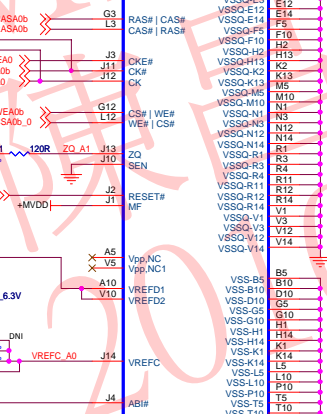 ASA0b G3 RAS# | CAS#
ASA0b L3 CAS# | RAS#
EA0 J3 CKE#
J11 CK#
J12 CK
WEA0b G12 CS# | WE#
SA0b_0 L12 WE# | CS#
120R ZQ_A1 J13 ZQ
J10 SEN
J2 RESET#
+MVDD J1 MF
A5 Vpp,NC
V5 Vpp,NC1
A10 VREFD1
V10 VREFD2
6.3V
DNI
VREFC_A0 J14 VREFC
J4 ABI#
VSSQ-E12 E12
VSSQ-E14 E14
VSSQ-F5 F5
VSSQ-F10 F10
VSSQ-H2 H2
VSSQ-H13 H13
VSSQ-K2 K2
VSSQ-K13 K13
VSSQ-M5 M5
VSSQ-M10 M10
VSSQ-N1 N1
VSSQ-N3 N3
VSSQ-N12 N12
VSSQ-N14 N14
VSSQ-R1 R1
VSSQ-R3 R3
VSSQ-R4 R4
VSSQ-R11 R11
VSSQ-R12 R12
VSSQ-R14 R14
VSSQ-V1 V1
VSSQ-V3 V3
VSSQ-V12 V12
VSSQ-V14 V14
VSS-B5 B5
VSS-B10 B10
VSS-D10 D10
VSS-G5 G5
VSS-G10 G10
VSS-H1 H1
VSS-H14 H14
VSS-K1 K1
VSS-K14 K14
VSS-L5 L5
VSS-L10 L10
VSS-P10 P10
VSS-T5 T5
VSS-T10 T10